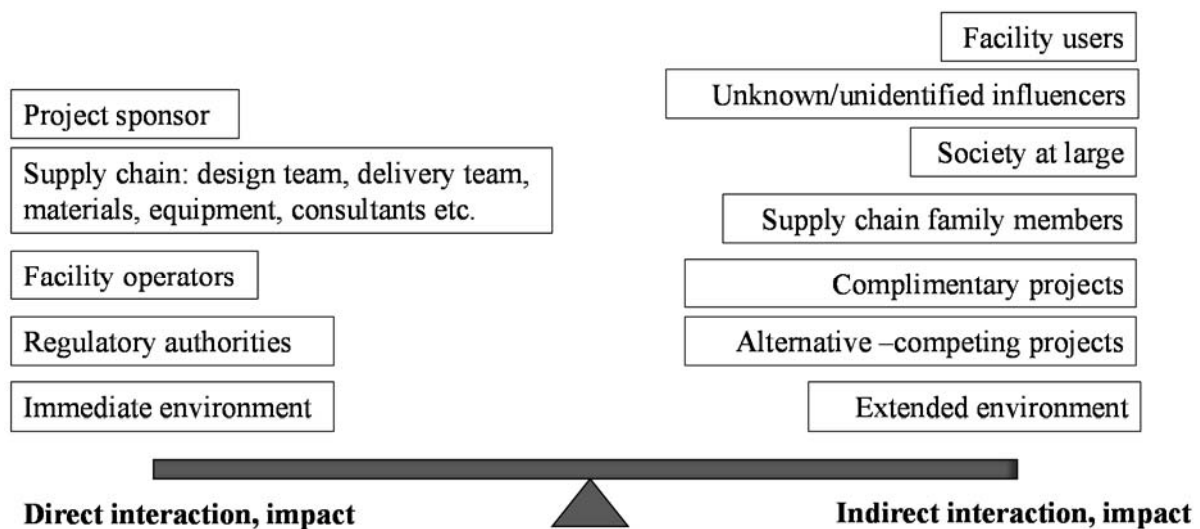 Facility users
Unknown/unidentified influencers
Project sponsor
Society at large
Supply chain: design team, delivery team,
materials, equipment, consultants etc.
Supply chain family members
Facility operators
Complimentary projects
Regulatory authorities
Alternative –competing projects
Immediate environment
Extended environment
Direct interaction, impact
Indirect interaction, impact